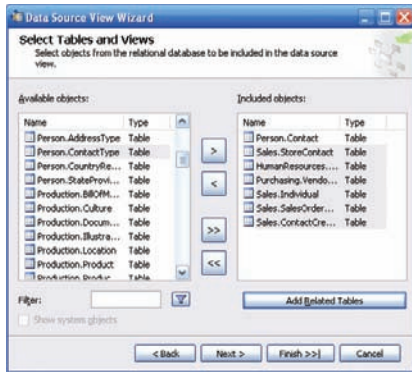 Data Source View Wizard
Select Tables and Views
Select objects from the relational database to be included in the data source
view.
Available objects:
Name Type
Person.AddressType Table
Person.ContactType Table
Person.CountryRe... Table
Person.StateProvi... Table
Production.BillOfM... Table
Production.Culture Table
Production.Docum... Table
Production.Illustra... Table
Production.Location Table
Production.Product Table
Production.Produc... Table
>
<
>>
<<
Included objects:
Name Type
Person.Contact Table
Sales.StoreContact Table
HumanResources.... Table
Purchasing.Vendo... Table
Sales.Individual Table
Sales.SalesOrder... Table
Sales.ContactCre... Table
Filter:
Add Related Tables
Show system objects
< Back Next > Finish >>| Cancel